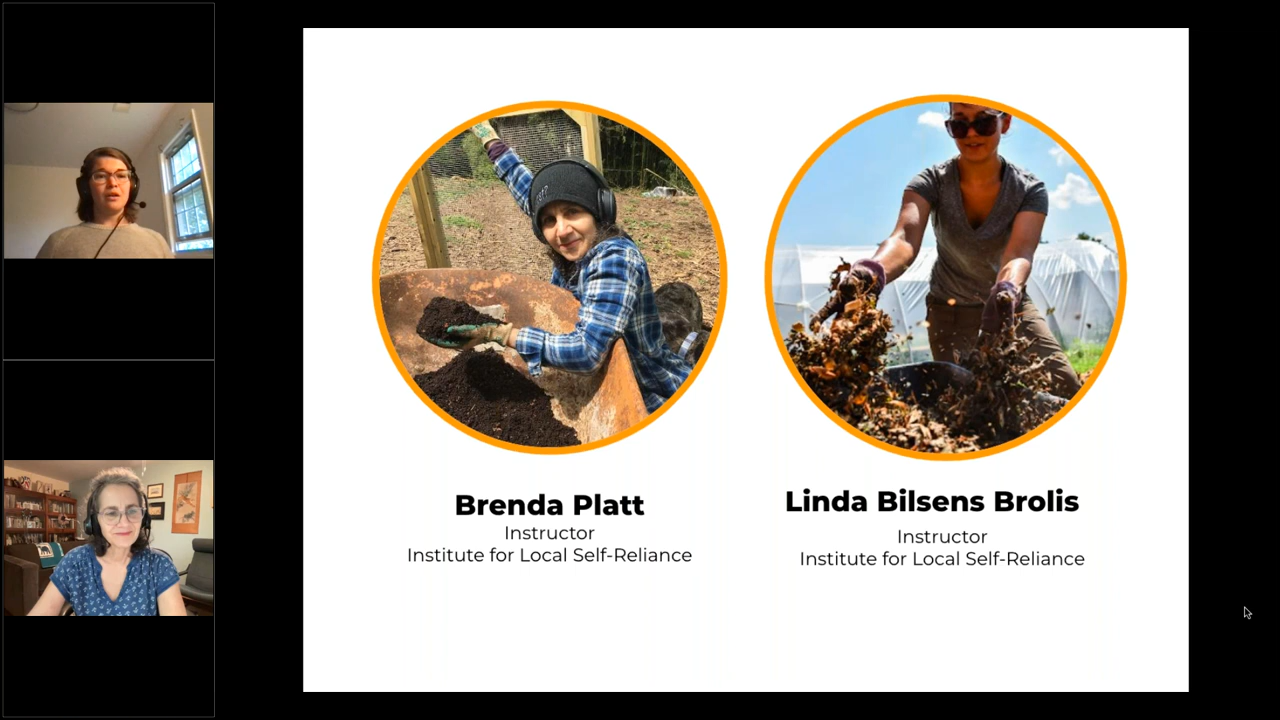 Brenda Platt
Instructor
Institute for Local Self-Reliance
Linda Bilsens Brolis
Instructor
Institute for Local Self-Reliance